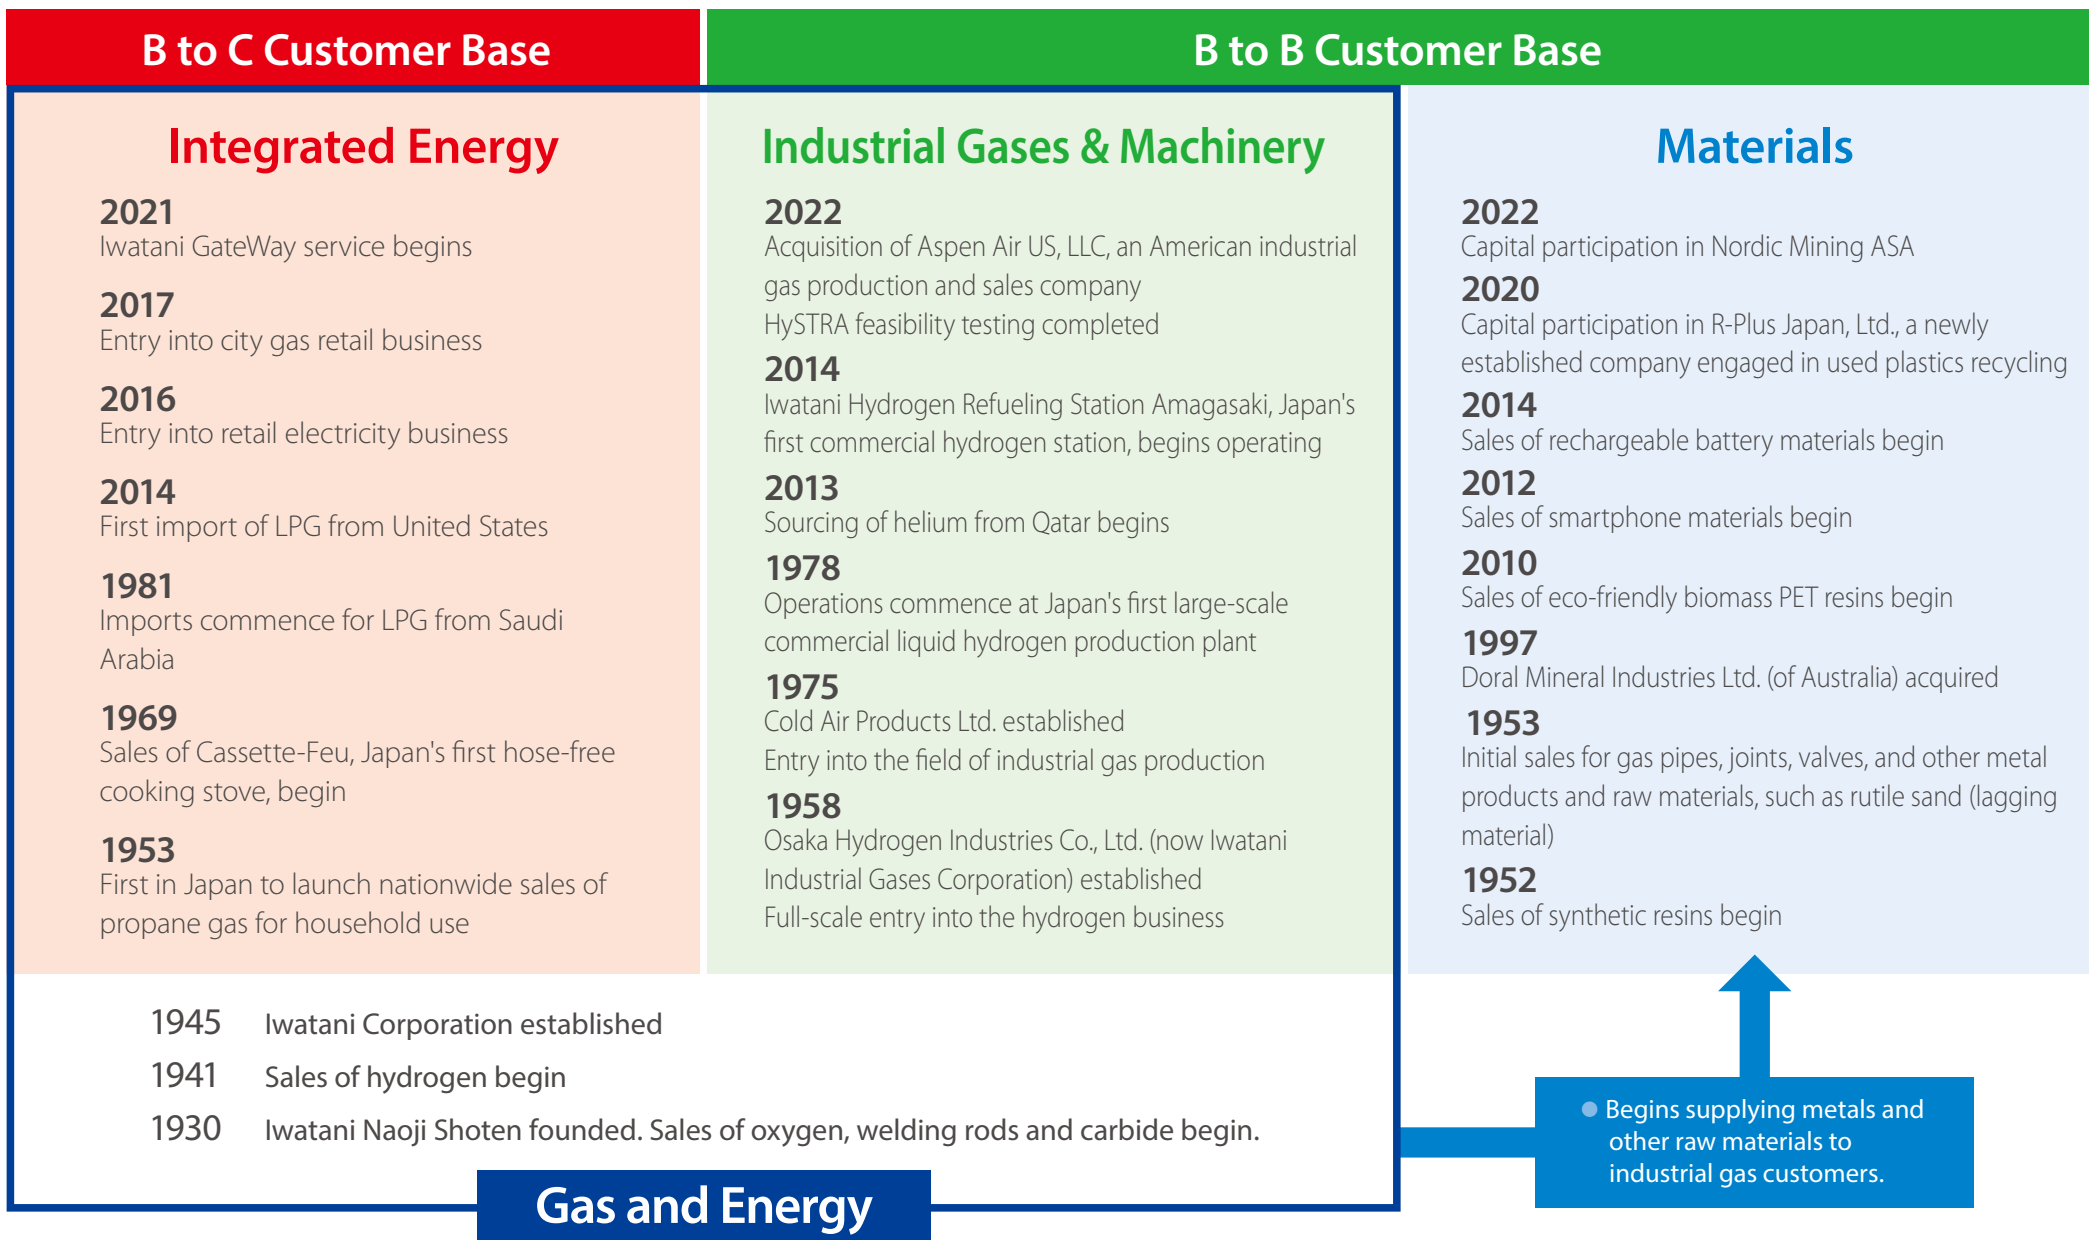 B to C Customer Base
B to B Customer Base
Integrated Energy
2021
Iwatani GateWay service begins
2017
Entry into city gas retail business
2016
Entry into retail electricity business
2014
First import of LPG from United States
1981
Imports commence for LPG from Saudi
Arabia
1969
Sales of Cassette-Feu, Japan's first hose-free
cooking stove, begin
1953
First in Japan to launch nationwide sales of
propane gas for household use
Industrial Gases & Machinery
2022
Acquisition of Aspen Air US, LLC, an American industrial
gas production and sales company
HySTRA feasibility testing completed
2014
Iwatani Hydrogen Refueling Station Amagasaki, Japan's
first commercial hydrogen station, begins operating
2013
Sourcing of helium from Qatar begins
1978
Operations commence at Japan's first large-scale
commercial liquid hydrogen production plant
1975
Cold Air Products Ltd. established
Entry into the field of industrial gas production
1958
Osaka Hydrogen Industries Co., Ltd. (now Iwatani
Industrial Gases Corporation) established
Full-scale entry into the hydrogen business
Materials
2022
Capital participation in Nordic Mining ASA
2020
Capital participation in R-Plus Japan, Ltd., a newly
established company engaged in used plastics recycling
2014
Sales of rechargeable battery materials begin
2012
Sales of smartphone materials begin
2010
Sales of eco-friendly biomass PET resins begin
1997
Doral Mineral Industries Ltd. (of Australia) acquired
1953
Initial sales for gas pipes, joints, valves, and other metal
products and raw materials, such as rutile sand (lagging
material)
1952
Sales of synthetic resins begin
1945 Iwatani Corporation established
1941 Sales of hydrogen begin
1930 Iwatani Naoji Shoten founded. Sales of oxygen, welding rods and carbide begin.
Gas and Energy
● Begins supplying metals and
other raw materials to
industrial gas customers.